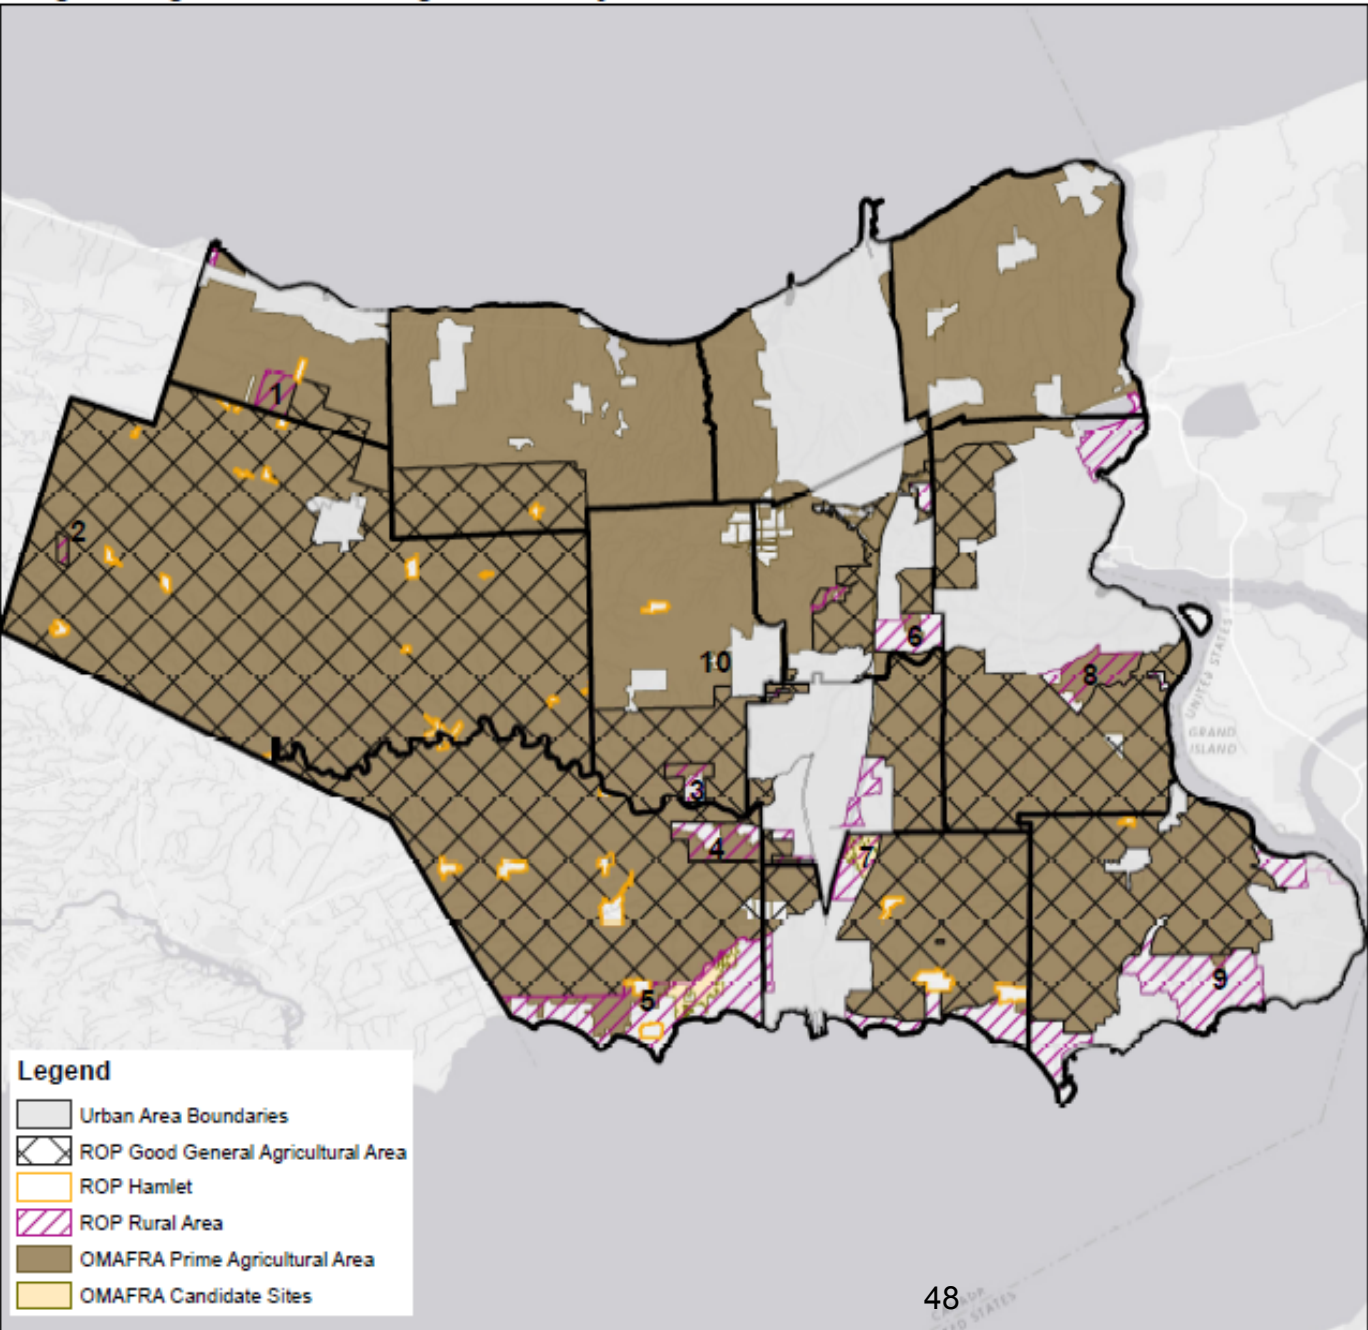 1
2
10
6
8
UNITED STATES
GRAND
ISLAND
3
4
7
5
9
Legend
Urban Area Boundaries
ROP Good General Agricultural Area
ROP Hamlet
ROP Rural Area
OMAFRA Prime Agricultural Area
OMAFRA Candidate Sites
48
STATES